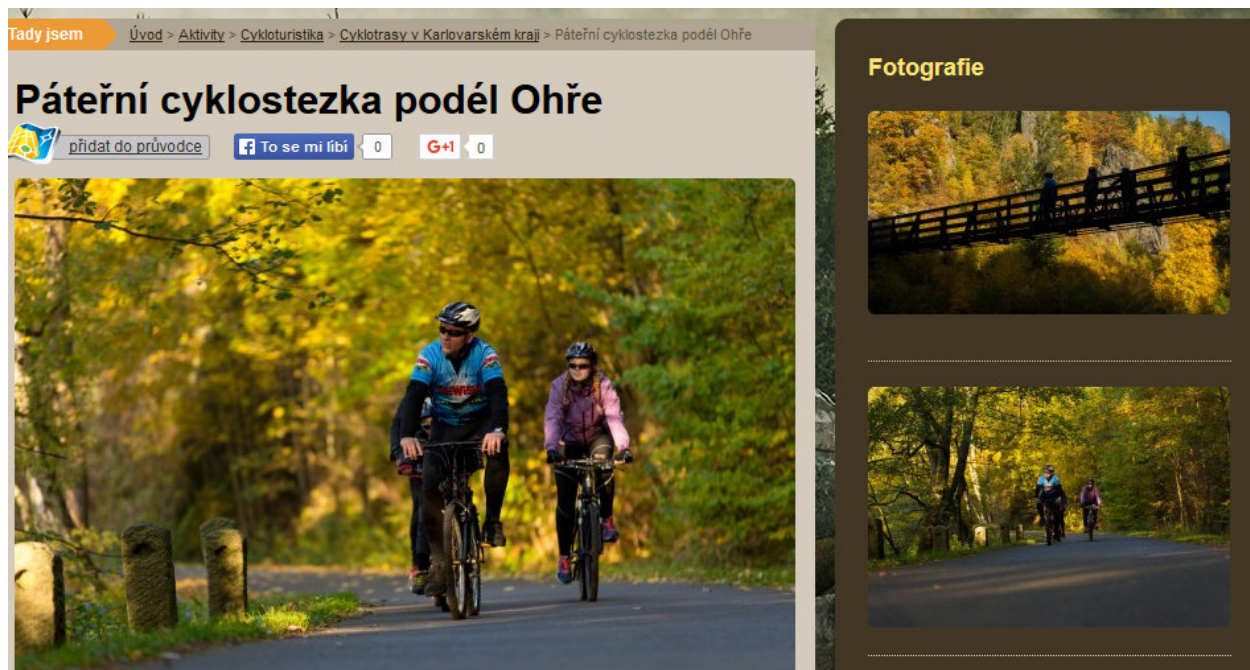 Tady jsem
Úvod > Aktivity > Cykloturistika > Cyklotrasy v Karlovarském kraji > Páteřní cyklostezka podél Ohře
Páteřní cyklostezka podél Ohře
přidat do průvodce
To se mi líbí 0
G+1 0
Fotografie